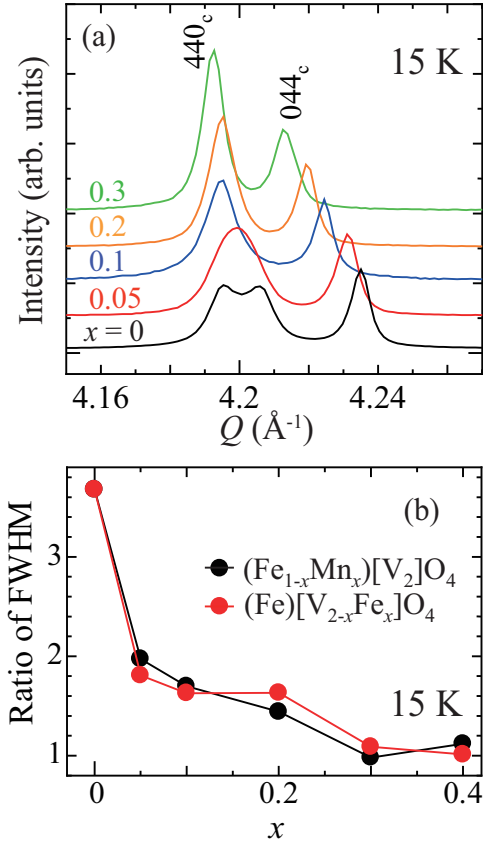 (a)
440c
044c
15 K
0.3
0.2
0.1
0.05
x = 0
Intensity (arb. units)
4.16
4.2
4.24
Q (Å-1)
(b)
(Fe1-xMnx)[V2]O4
(Fe)[V2-xFex]O4
15 K
Ratio of FWHM
3
2
1
0
0.2
0.4
x